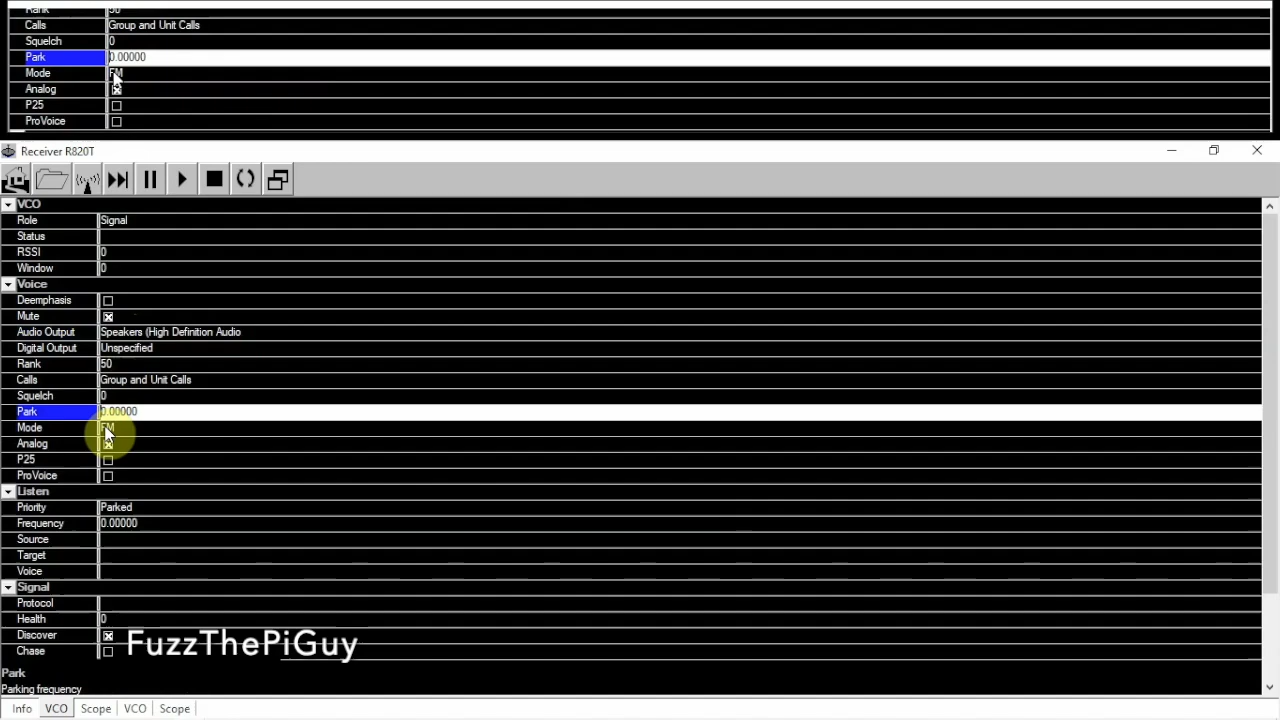 Rank 50
Calls Group and Unit Calls
Squelch 0
Park 0.00000
Mode FM
Analog
P25
ProVoice
Receiver R820T
VCO
Role Signal
Status
RSSI 0
Window 0
Voice
Deemphasis
Mute
Audio Output Speakers (High Definition Audio
Digital Output Unspecified
Rank 50
Calls Group and Unit Calls
Squelch 0
Park 0.00000
Mode FM
Analog
P25
ProVoice
Listen
Priority Parked
Frequency 0.00000
Source
Target
Voice
Signal
Protocol
Health 0
Discover
Chase
FuzzThePiGuy
Park
Parking frequency
Info VCO Scope VCO Scope